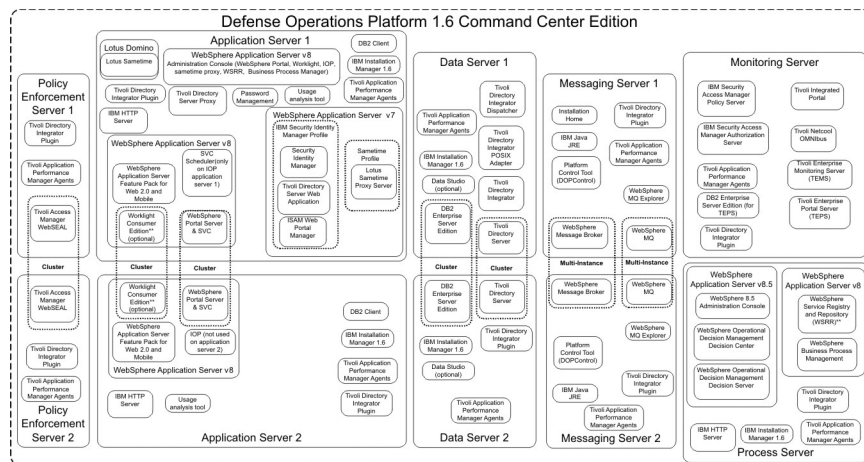 Defense Operations Platform 1.6 Command Center Edition
Policy
Enforcement
Server 1
Tivoli Directory
Integrator
Plugin
Tivoli Application
Performance
Manager Agents
Tivoli Access
Manager
WebSEAL
Cluster
Tivoli Access
Manager
WebSEAL
Tivoli Directory
Integrator
Plugin
Tivoli Application
Performance
Manager Agents
Policy
Enforcement
Server 2
Application Server 1
Lotus Domino
Lotus Sametime
WebSphere Application Server v8
Administration Console (WebSphere Portal, Worklight, IOP,
sametime proxy, WSRR, Business Process Manager)
DB2 Client
IBM Installation
Manager 1.6
Tivoli Directory
Integrator Plugin
Tivoli Directory
Server Proxy
Password
Management
Usage
analysis tool
Tivoli Application
Performance
Manager Agents
IBM HTTP
Server
WebSphere Application Server v8
WebSphere
Application Server
Feature Pack for
Web 2.0 and
Mobile
SVC
Scheduler(only
on IOP
application
server 1)
Worklight
Consumer
Edition**
(optional)
WebSphere
Portal Server
& SVC
WebSphere Application Server v7
IBM Security Identity
Manager Profile
Security
Identity
Manager
Tivoli Directory
Server Web
Application
ISAM Web
Portal
Manager
Sametime
Profile
Lotus
Sametime
Proxy Server
Cluster
Cluster
Worklight
Consumer
Edition**
(optional)
WebSphere
Portal Server
& SVC
WebSphere
Application Server
Feature Pack for
Web 2.0 and
Mobile
IOP (not used
on application
server 2)
WebSphere Application Server v8
DB2 Client
IBM Installation
Manager 1.6
Tivoli Application
Performance
Manager Agents
Tivoli Directory
Integrator
Plugin
IBM HTTP
Server
Usage
analysis tool
Application Server 2
Data Server 1
Tivoli
Directory
Integrator
Dispatcher
Tivoli Application
Performance
Manager Agents
Tivoli
Directory
Integrator
POSIX
Adapter
IBM Installation
Manager 1.6
Data Studio
(optional)
Tivoli
Directory
Integrator
DB2
Enterprise
Server
Edition
Tivoli
Directory
Server
Cluster
Cluster
DB2
Enterprise
Server
Edition
Tivoli
Directory
Server
Tivoli Directory
Integrator
Plugin
IBM Installation
Manager 1.6
Data Studio
(optional)
Tivoli Application
Performance
Manager Agents
Data Server 2
Messaging Server 1
Installation
Home
Tivoli Directory
Integrator
Plugin
IBM Java
JRE
Tivoli Application
Performance
Manager Agents
Platform
Control Tool
(DOPControl)
WebSphere
MQ Explorer
WebSphere
Message Broker
WebSphere
MQ
Multi-Instance
Multi-Instance
WebSphere
Message Broker
WebSphere
MQ
WebSphere
MQ Explorer
Platform
Control Tool
(DOPControl)
IBM Java
JRE
Tivoli Directory
Integrator
Plugin
Tivoli Application
Performance
Manager Agents
Messaging Server 2
Monitoring Server
IBM Security
Access Manager
Policy Server
Tivoli Integrated
Portal
IBM Security Access
Manager Authorization
Server
Tivoli Netcool
OMNIbus
Tivoli Application
Performance
Manager Agents
Tivoli Enterprise
Monitoring Server
(TEMS)
DB2 Enterprise
Server Edition (for
TEPS)
Tivoli Enterprise
Portal Server
(TEPS)
Tivoli Directory
Integrator
Plugin
WebSphere
Application Server v8.5
WebSphere 8.5
Administration Console
WebSphere Operational
Decision Management
Decision Center
WebSphere Operational
Decision Management
Decision Server
WebSphere
Application Server v8
WebSphere
Service Registry
and Repository
(WSRR)**
WebSphere
Business Process
Management
Tivoli Directory
Integrator
Plugin
IBM HTTP
Server
IBM Installation
Manager 1.6
Tivoli Application
Performance
Manager Agents
Process Server